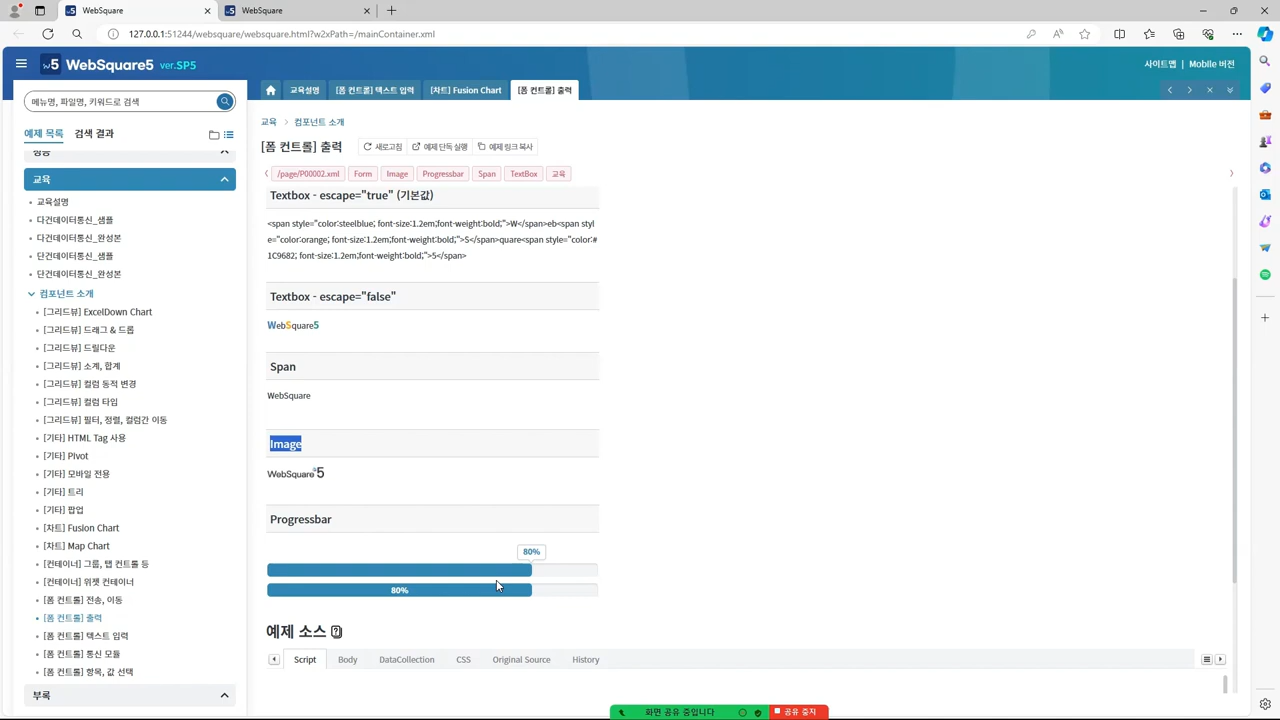 WebSquare
WebSquare
127.0.0.1:51244/websquare/websquare.html?w2xPath=/mainContainer.xml
w5 WebSquare5 ver.SP5
사이트맵 | Mobile 버전
교육설명
[폼 컨트롤] 텍스트 입력
[차트] Fusion Chart
[폼 컨트롤] 출력
메뉴명, 파일명, 키워드로 검색
예제 목록 검색 결과
교육
교육설명
다건데이터통신_샘플
다건데이터통신_완성본
단건데이터통신_샘플
단건데이터통신_완성본
컴포넌트 소개
[그리드뷰] ExcelDown Chart
[그리드뷰] 드래그 & 드롭
[그리드뷰] 드릴다운
[그리드뷰] 소계, 합계
[그리드뷰] 컬럼 동적 변경
[그리드뷰] 컬럼 타입
[그리드뷰] 필터, 정렬, 컬럼간 이동
[기타] HTML Tag 사용
[기타] Pivot
[기타] 모바일 전용
[기타] 트리
[기타] 팝업
[차트] Fusion Chart
[차트] Map Chart
[컨테이너] 그룹, 탭 컨트롤 등
[컨테이너] 위젯 컨테이너
[폼 컨트롤] 전송, 이동
[폼 컨트롤] 출력
[폼 컨트롤] 텍스트 입력
[폼 컨트롤] 통신 모듈
[폼 컨트롤] 항목, 값 선택
부록
교육 > 컴포넌트 소개
[폼 컨트롤] 출력
새로고침
예제 단독 실행
예제 링크 복사
/page/P00002.xml Form Image Progressbar Span TextBox 교육
Textbox - escape="true" (기본값)
<span style="color:steelblue; font-size:1.2em;font-weight:bold;">W</span>eb<span styl
e="color:orange; font-size:1.2em;font-weight:bold;">S</span>quare<span style="color:#
1C9682; font-size:1.2em;font-weight:bold;">5</span>
Textbox - escape="false"
WebSquare5
Span
WebSquare
Image
WebSquare 5
Progressbar
80%
80%
예제 소스
Script Body DataCollection CSS Original Source History
화면 공유 중입니다
공유 중지